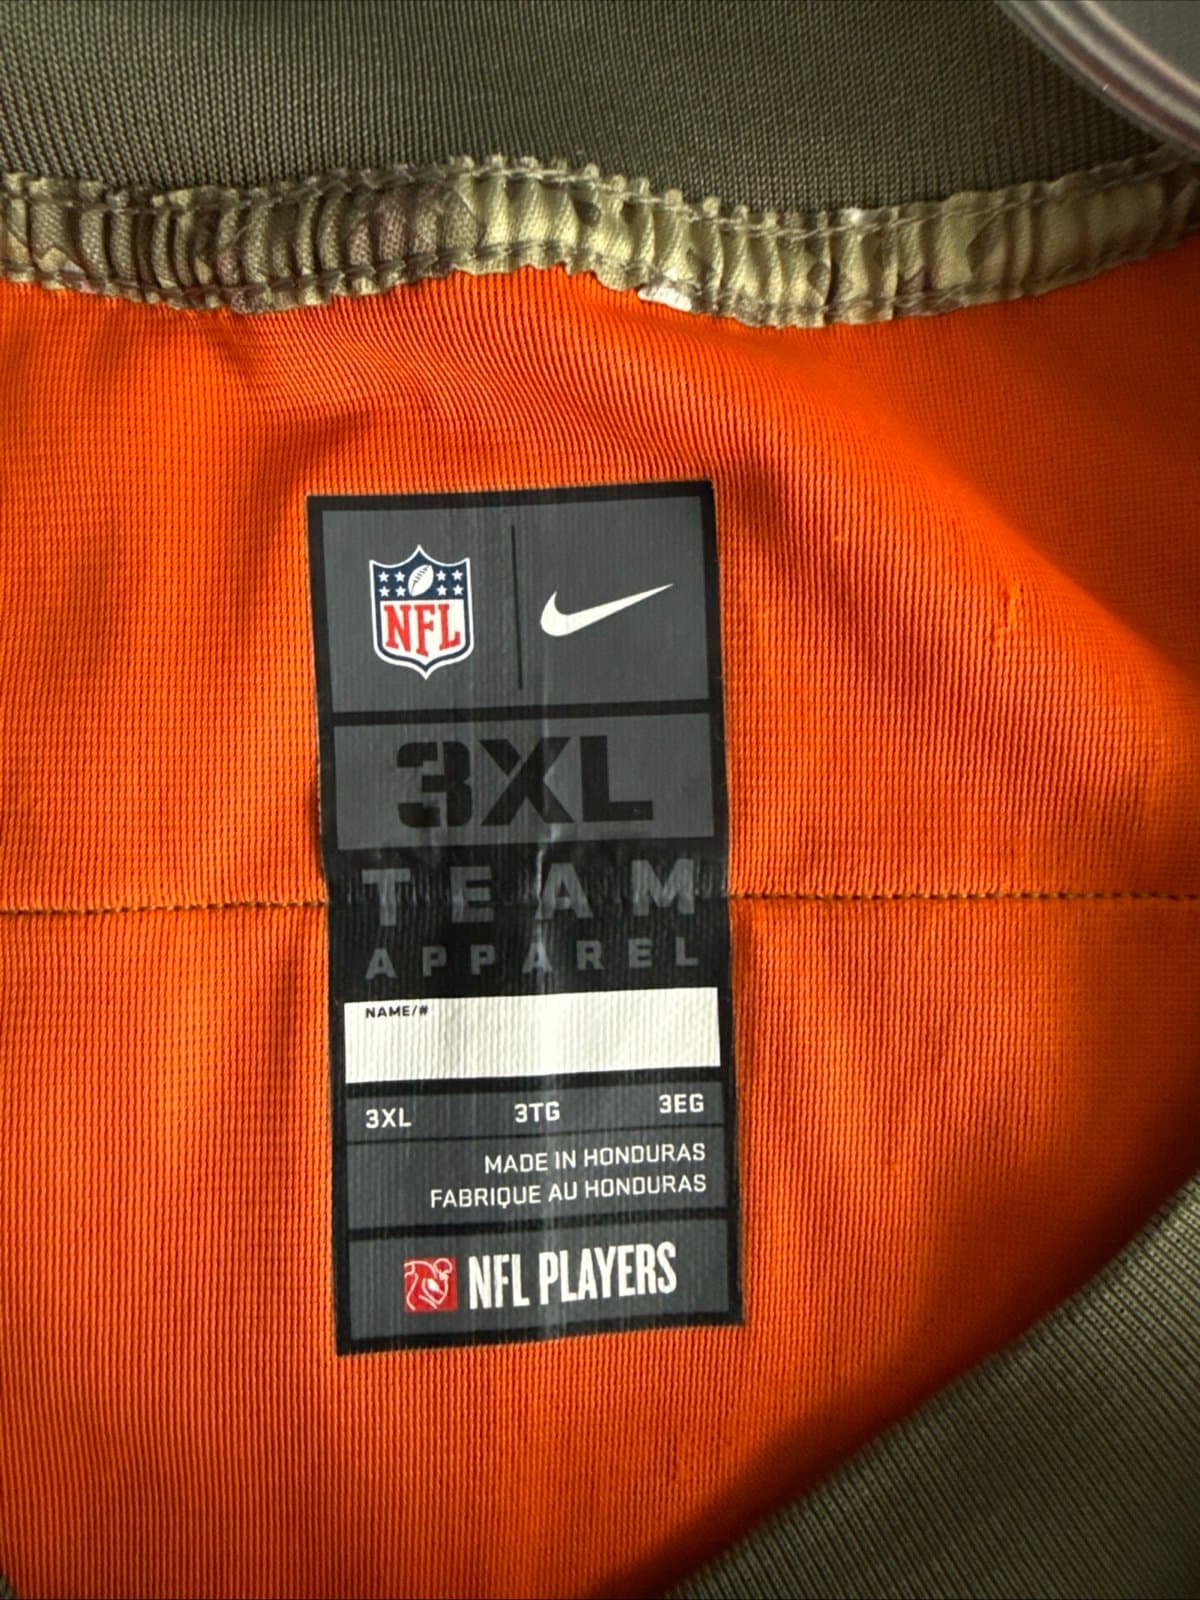 NFL
3XL
TEAM
APPAREL
NAME/#
3XL 3TG 3EG
MADE IN HONDURAS
FABRIQUE AU HONDURAS
NFL PLAYERS